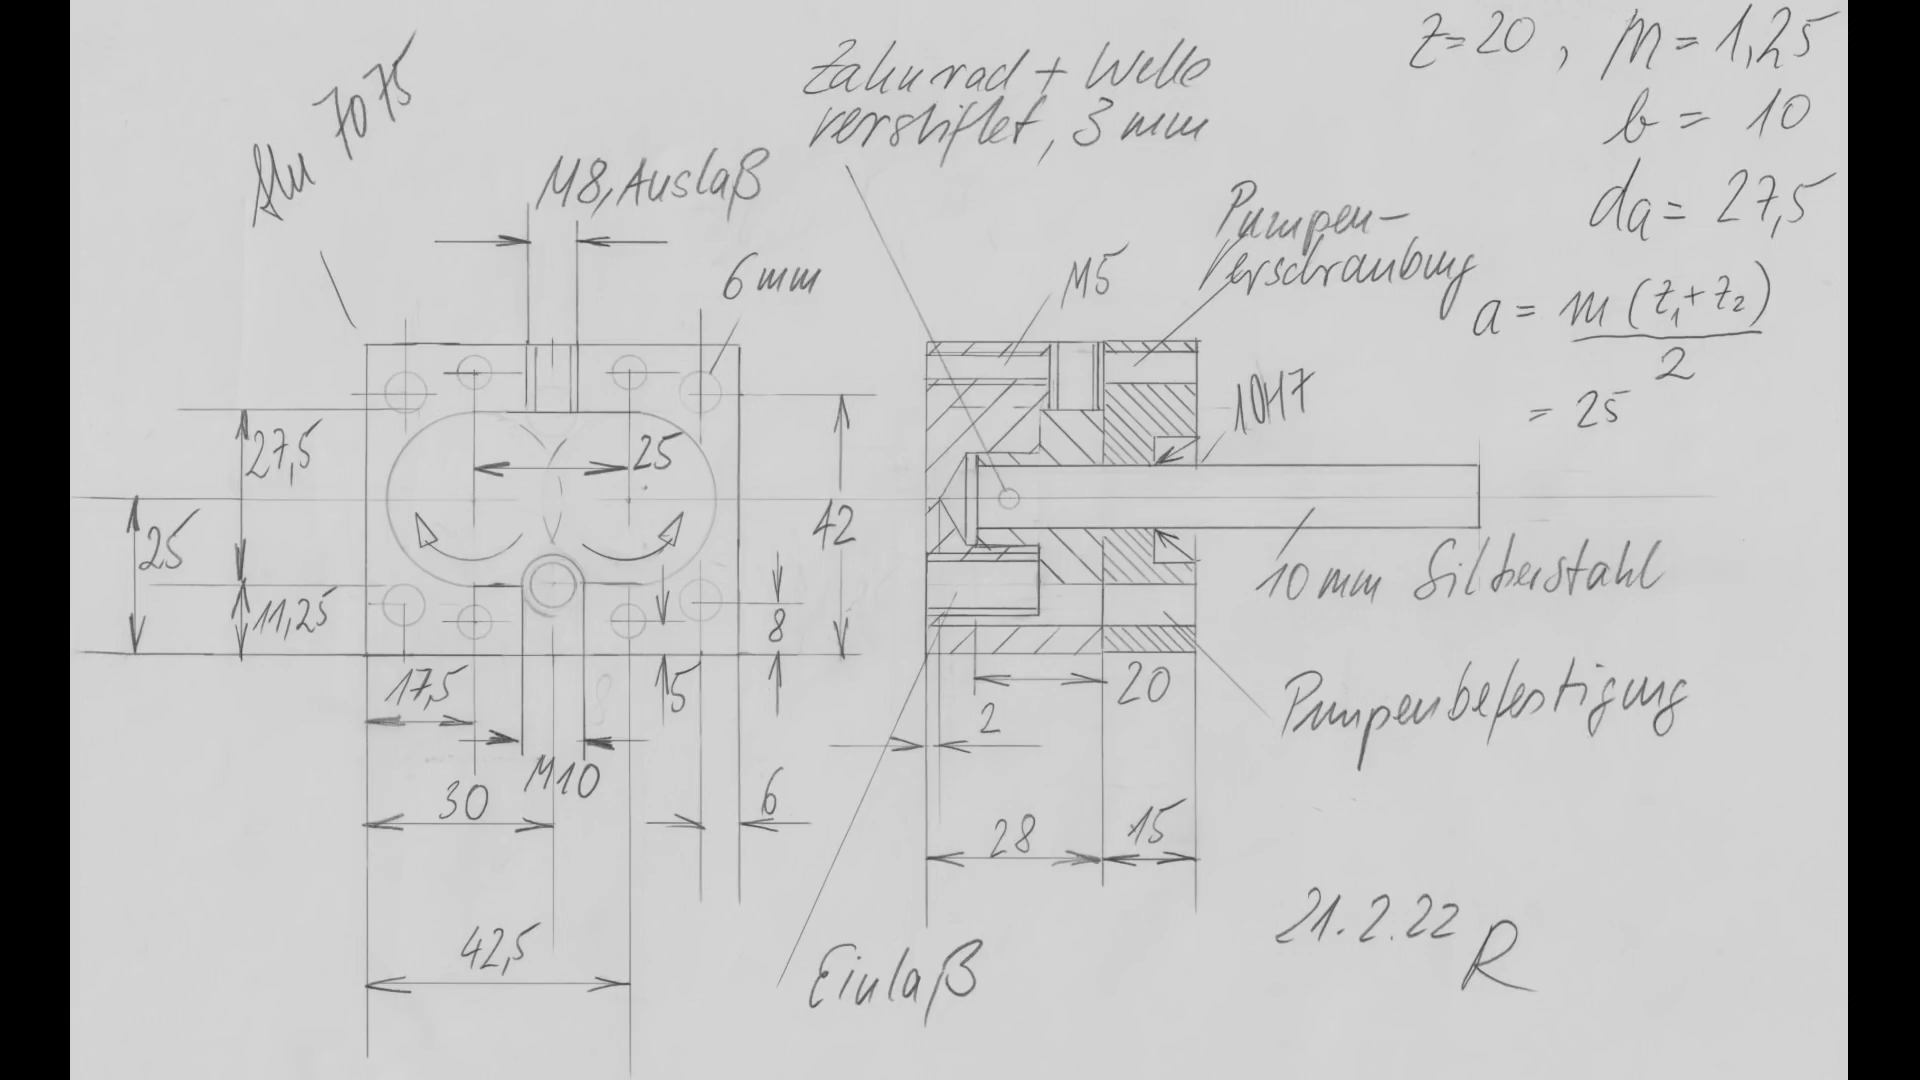 Alu 7075
M8, Auslaß
6 mm
Zahnrad + Welle
verstiftet, 3 mm
M5
Pumpen-
verschraubung
10H7
z=20, m=1,25
b = 10
da = 27,5
a = m (z₁+z₂)
2
= 25
27,5
25
25
11,25
42
8
5
17,5
M10
30
6
42,5
2
20
28
15
10 mm Silberstahl
Pumpenbefestigung
Einlaß
21.2.22 R